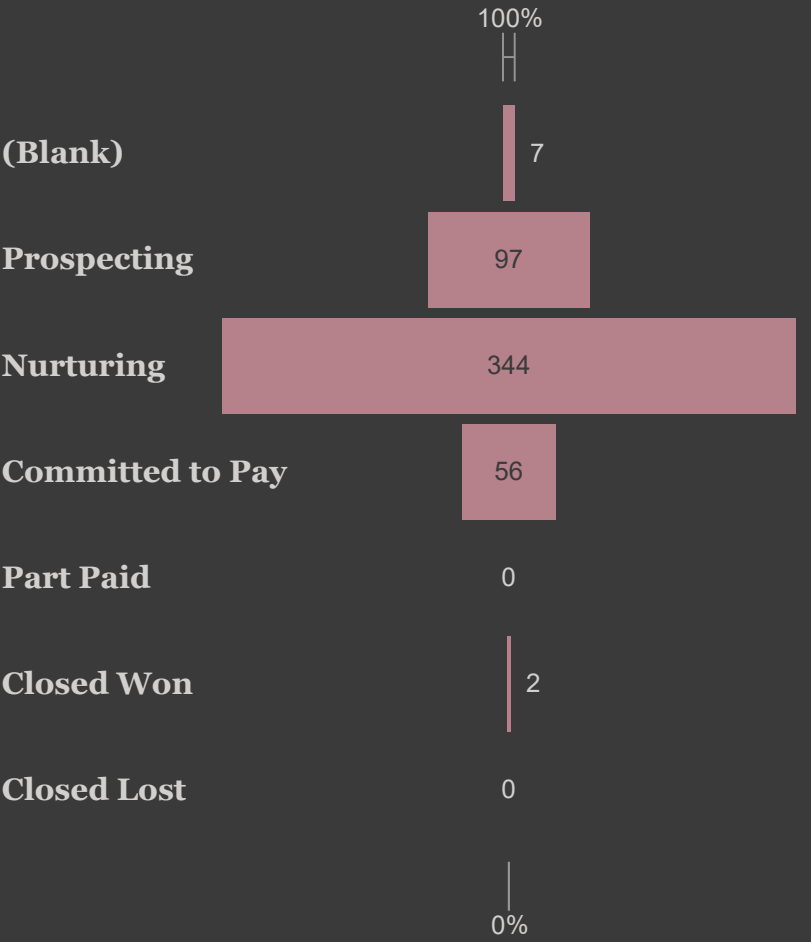 100%
(Blank) 7
Prospecting 97
Nurturing 344
Committed to Pay 56
Part Paid 0
Closed Won 2
Closed Lost 0
0%